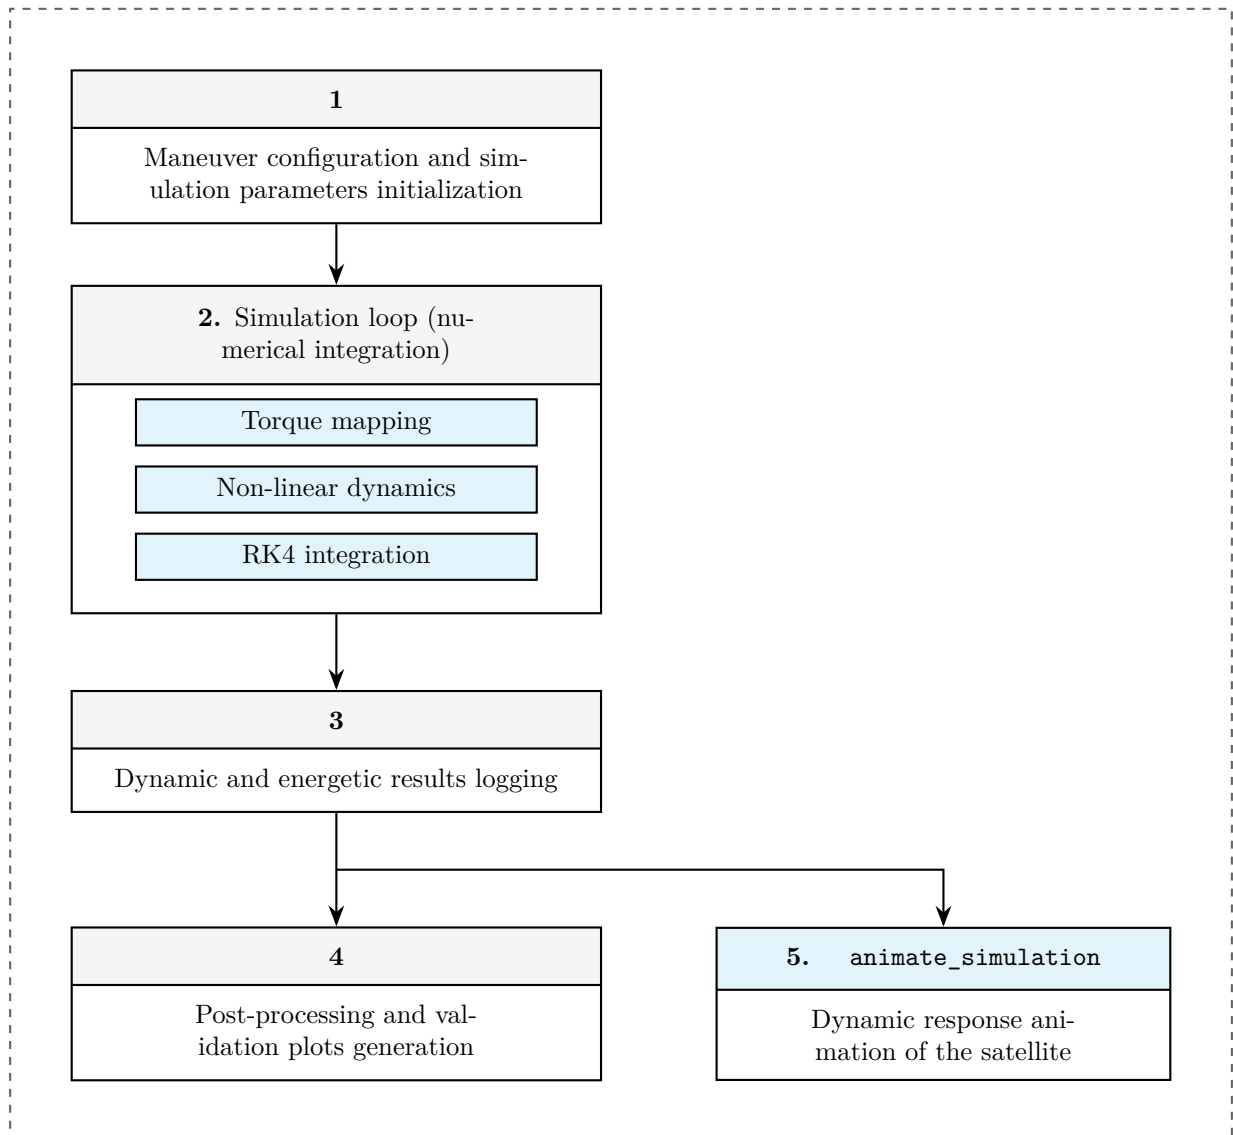 1
Maneuver configuration and sim-
ulation parameters initialization
2. Simulation loop (nu-
merical integration)
Torque mapping
Non-linear dynamics
RK4 integration
3
Dynamic and energetic results logging
4
Post-processing and val-
idation plots generation
5. animate_simulation
Dynamic response ani-
mation of the satellite